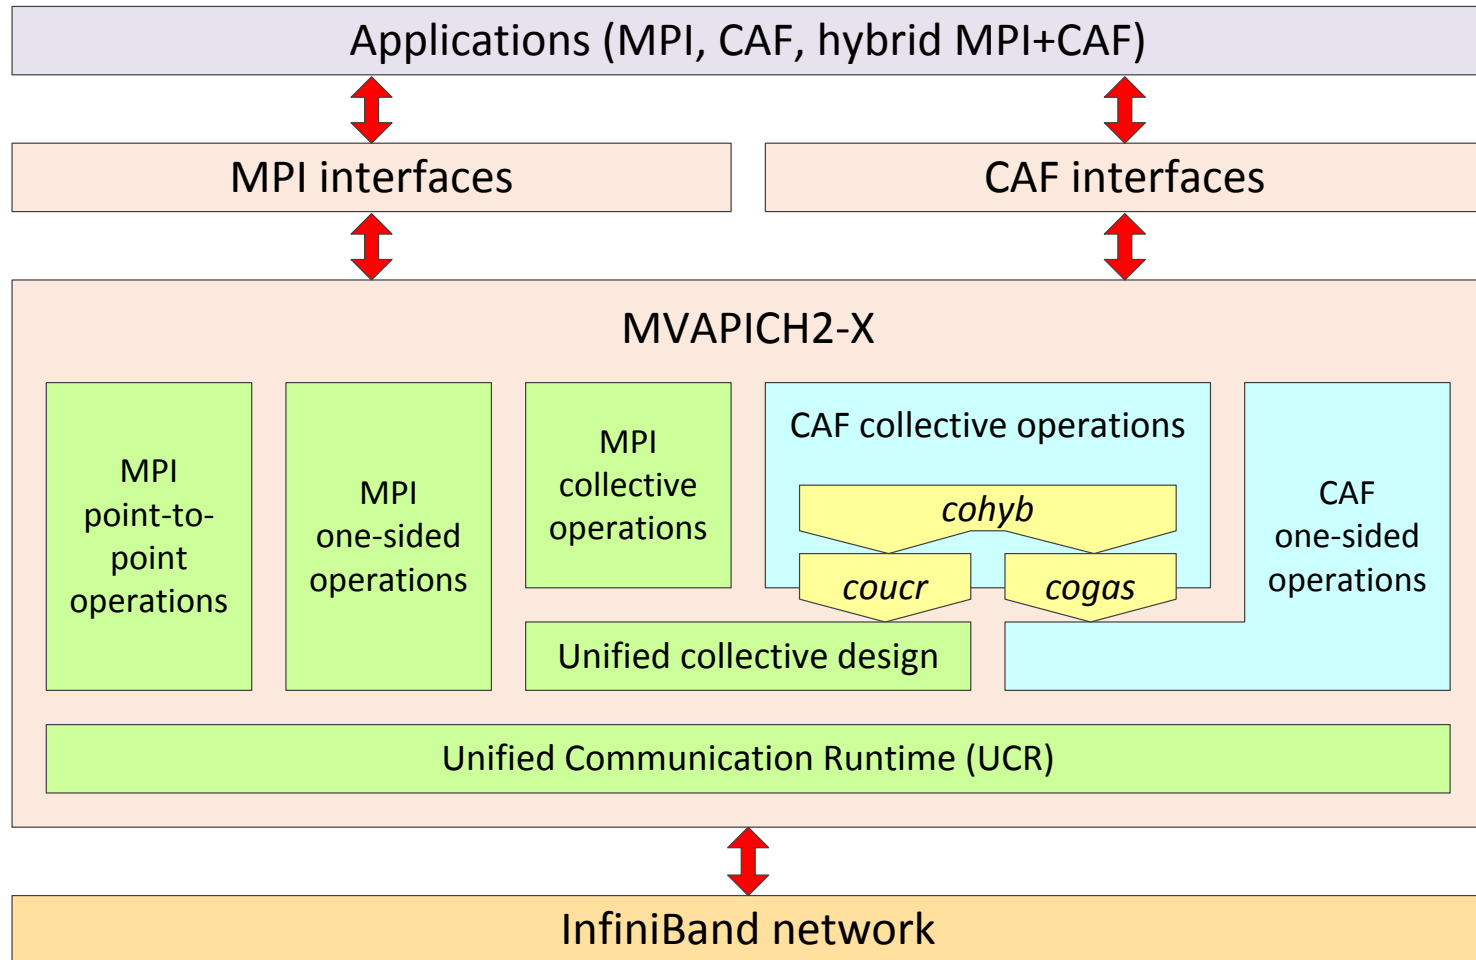 Applications (MPI, CAF, hybrid MPI+CAF)
MPI interfaces
CAF interfaces
MVAPICH2-X
MPI
point-to-
point
operations
MPI
one-sided
operations
MPI
collective
operations
CAF collective operations
cohyb
coucr
cogas
CAF
one-sided
operations
Unified collective design
Unified Communication Runtime (UCR)
InfiniBand network